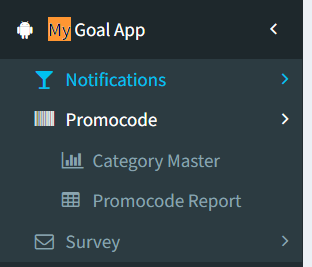 My Goal App
Notifications
Promocode
Category Master
Promocode Report
Survey